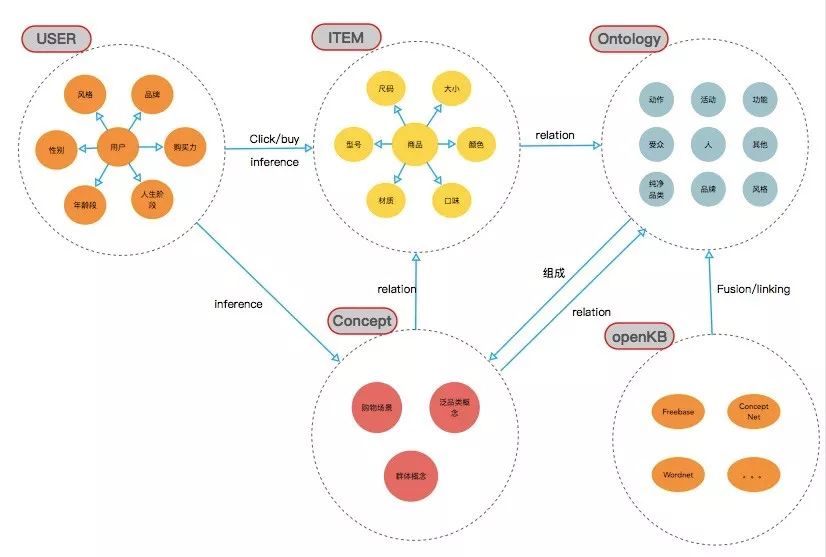 USER
ITEM
Ontology
风格
品牌
性别
用户
购买力
年龄段
人生阶
段
Click/buy
inference
尺码
大小
型号
商品
颜色
材质
口味
relation
动作
活动
功能
受众
人
其他
纯净
品类
品牌
风格
inference
relation
组成
relation
Fusion/linking
Concept
openKB
购物场景
泛品类概
念
群体概念
Freebase
Concept
Net
Wordnet
。。。